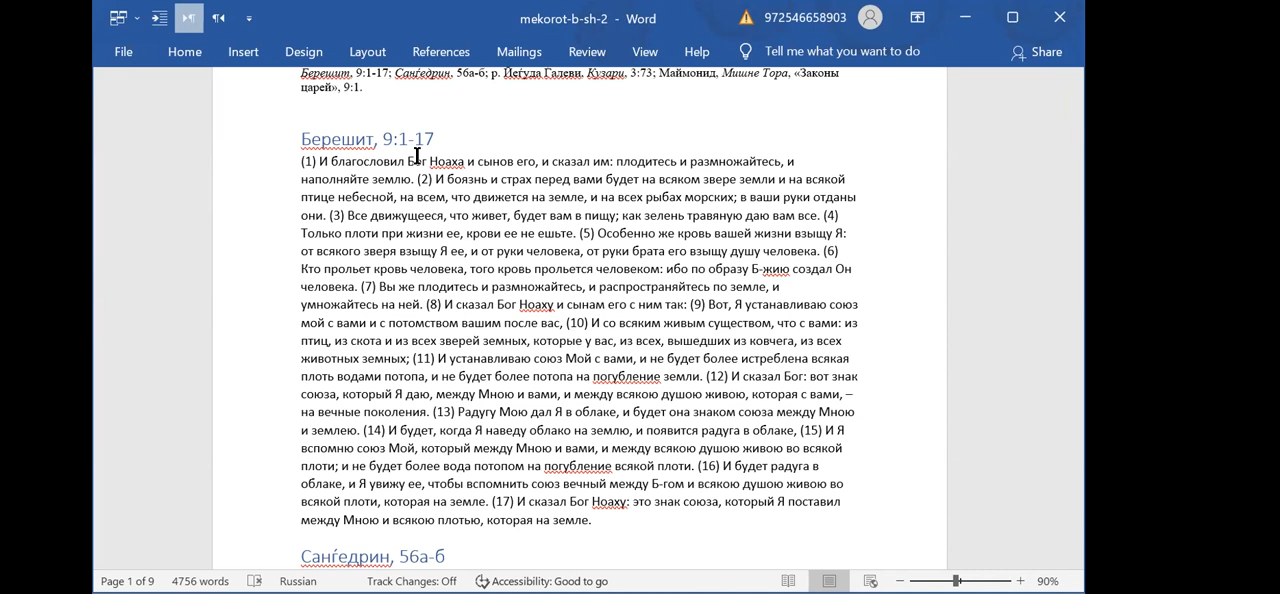 mekorot-b-sh-2 - Word
972546658903
File Home Insert Design Layout References Mailings Review View Help Tell me what you want to do Share
Берешит, 9:1-17; Санѓедрин, 56а-б; р. Йеѓуда Галеви, Кузари, 3:73; Маймонид, Мишне Тора, «Законы
царей», 9:1.
Берешит, 9:1-17
(1) И благословил Бог Ноаха и сынов его, и сказал им: плодитесь и размножайтесь, и
наполняйте землю. (2) И боязнь и страх перед вами будет на всяком звере земли и на всякой
птице небесной, на всем, что движется на земле, и на всех рыбах морских; в ваши руки отданы
они. (3) Все движущееся, что живет, будет вам в пищу; как зелень травяную даю вам все. (4)
Только плоти при жизни ее, крови ее не ешьте. (5) Особенно же кровь вашей жизни взыщу Я:
от всякого зверя взыщу Я ее, и от руки человека, от руки брата его взыщу душу человека. (6)
Кто прольет кровь человека, того кровь прольется человеком: ибо по образу Б-жию создал Он
человека. (7) Вы же плодитесь и размножайтесь, и распространяйтесь по земле, и
умножайтесь на ней. (8) И сказал Бог Ноаху и сынам его с ним так: (9) Вот, Я устанавливаю союз
мой с вами и с потомством вашим после вас, (10) И со всяким живым существом, что с вами: из
птиц, из скота и из всех зверей земных, которые у вас, из всех, вышедших из ковчега, из всех
животных земных; (11) И устанавливаю союз Мой с вами, и не будет более истреблена всякая
плоть водами потопа, и не будет более потопа на погубление земли. (12) И сказал Бог: вот знак
союза, который Я даю, между Мною и вами, и между всякою душою живою, которая с вами, –
на вечные поколения. (13) Радугу Мою дал Я в облаке, и будет она знаком союза между Мною
и землею. (14) И будет, когда Я наведу облако на землю, и появится радуга в облаке, (15) И Я
вспомню союз Мой, который между Мною и вами, и между всякою душою живою во всякой
плоти; и не будет более вода потопом на погубление всякой плоти. (16) И будет радуга в
облаке, и Я увижу ее, чтобы вспомнить союз вечный между Б-гом и всякою душою живою во
всякой плоти, которая на земле. (17) И сказал Бог Ноаху: это знак союза, который Я поставил
между Мною и всякою плотью, которая на земле.
Санѓедрин, 56а-б
Page 1 of 9 4756 words Russian Track Changes: Off Accessibility: Good to go 90%